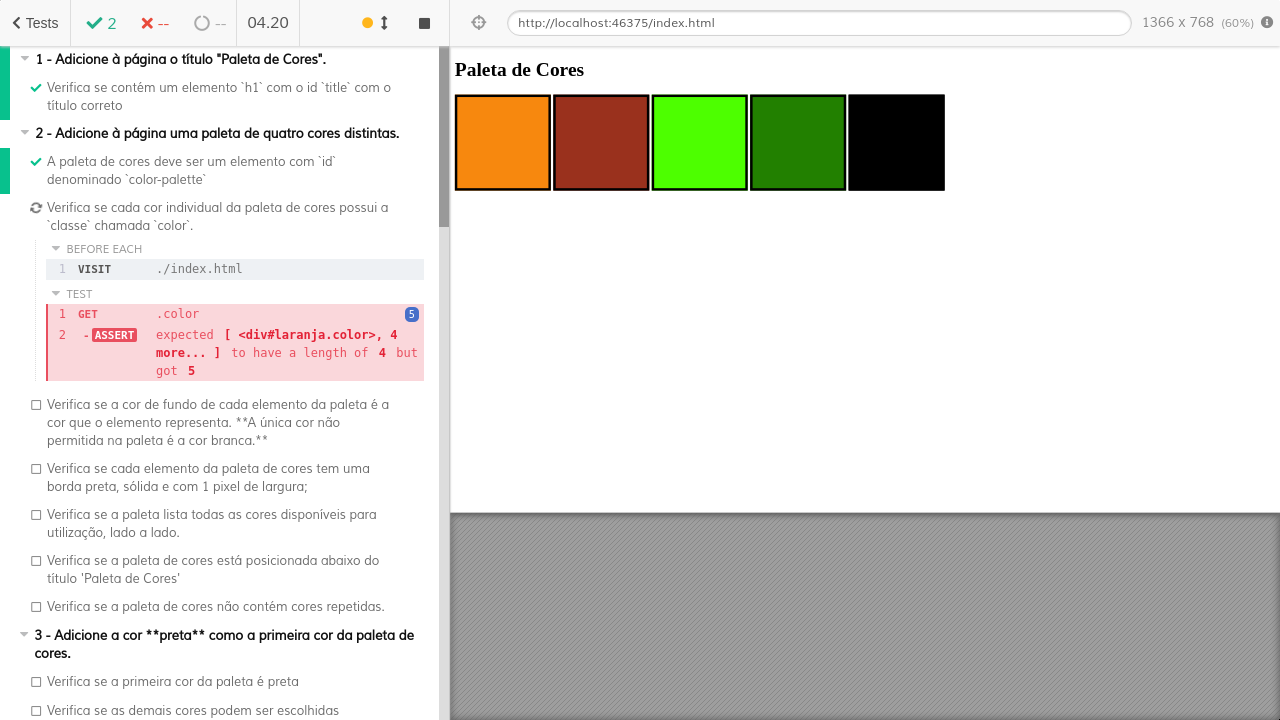 Tests
2
--
--
04.20
http://localhost:46375/index.html
1366 x 768 (60%)
1 - Adicione à página o título "Paleta de Cores".
Verifica se contém um elemento `h1` com o id `title` com o
título correto
2 - Adicione à página uma paleta de quatro cores distintas.
A paleta de cores deve ser um elemento com `id`
denominado `color-palette`
Verifica se cada cor individual da paleta de cores possui a
`classe` chamada `color`.
BEFORE EACH
1 VISIT ./index.html
TEST
1 GET .color 5
2 -ASSERT expected [ <div#laranja.color>, 4
more... ] to have a length of 4 but
got 5
Verifica se a cor de fundo de cada elemento da paleta é a
cor que o elemento representa. **A única cor não
permitida na paleta é a cor branca.**
Verifica se cada elemento da paleta de cores tem uma
borda preta, sólida e com 1 pixel de largura;
Verifica se a paleta lista todas as cores disponíveis para
utilização, lado a lado.
Verifica se a paleta de cores está posicionada abaixo do
título 'Paleta de Cores'
Verifica se a paleta de cores não contém cores repetidas.
3 - Adicione a cor **preta** como a primeira cor da paleta de
cores.
Verifica se a primeira cor da paleta é preta
Verifica se as demais cores podem ser escolhidas
Paleta de Cores